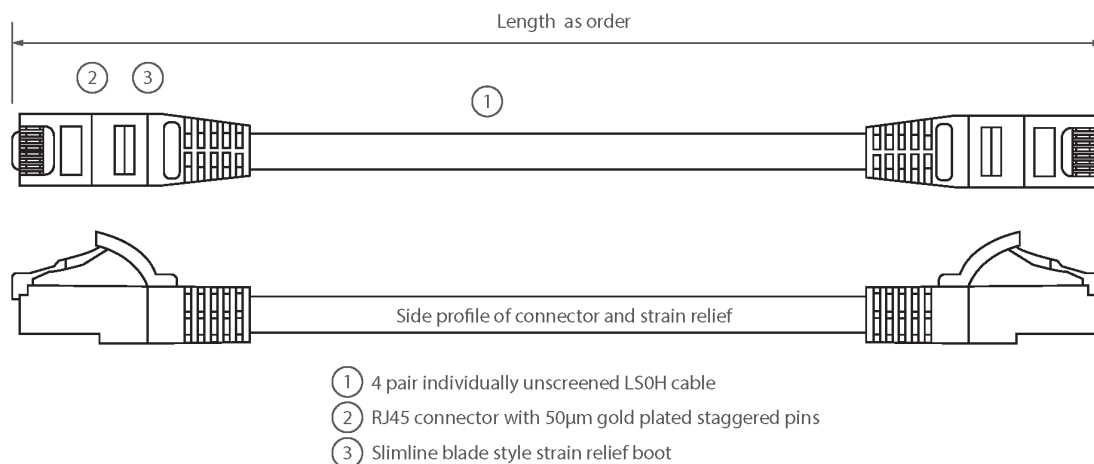 Length as order
2 3
1
Side profile of connector and strain relief
1 4 pair individually unscreened LS0H cable
2 RJ45 connector with 50µm gold plated staggered pins
3 Slimline blade style strain relief boot